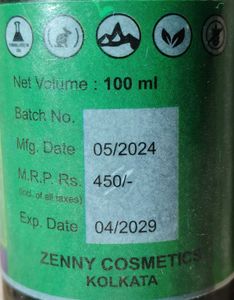 Net Volume : 100 ml
Batch No.
Mfg. Date 05/2024
M.R.P. Rs. 450/-
(incl. of all taxes)
Exp. Date 04/2029
ZENNY COSMETICS
KOLKATA